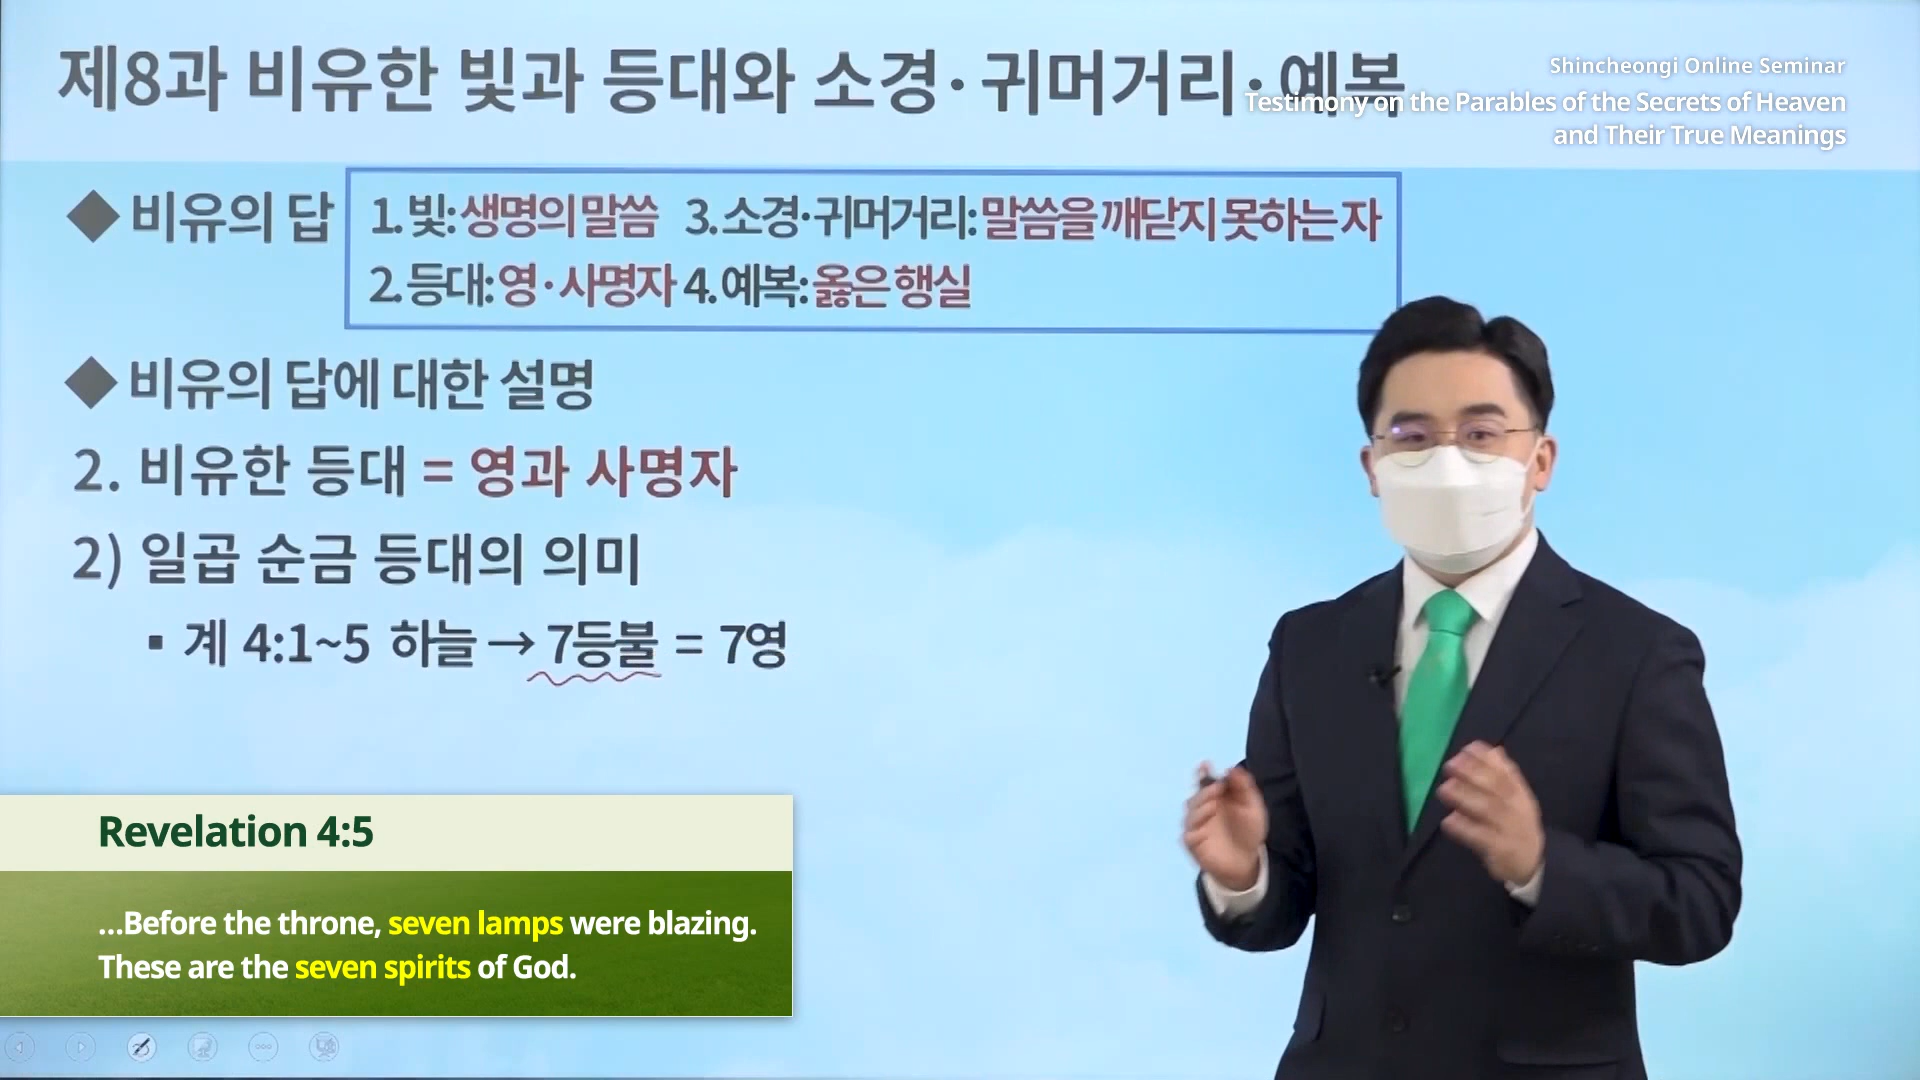 제8과 비유한 빛과 등대와 소경·귀머거리·예복
Shincheongi Online Seminar
Testimony on the Parables of the Secrets of Heaven
and Their True Meanings
◆ 비유의 답
1. 빛: 생명의 말씀 3. 소경·귀머거리: 말씀을 깨닫지 못하는 자
2. 등대: 영·사명자 4. 예복: 옳은 행실
◆ 비유의 답에 대한 설명
2. 비유한 등대 = 영과 사명자
2) 일곱 순금 등대의 의미
▪ 계 4:1~5 하늘 → 7등불 = 7영
Revelation 4:5
...Before the throne, seven lamps were blazing.
These are the seven spirits of God.